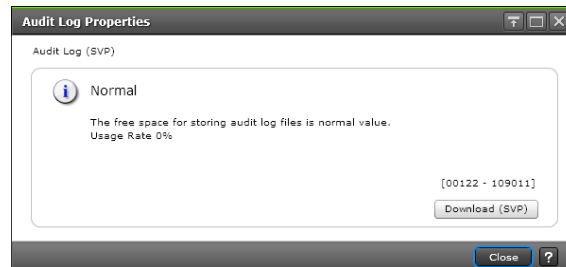 Audit Log Properties
Audit Log (SVP)
Normal
The free space for storing audit log files is normal value.
Usage Rate 0%
[00122 - 109011]
Download (SVP)
Close ?